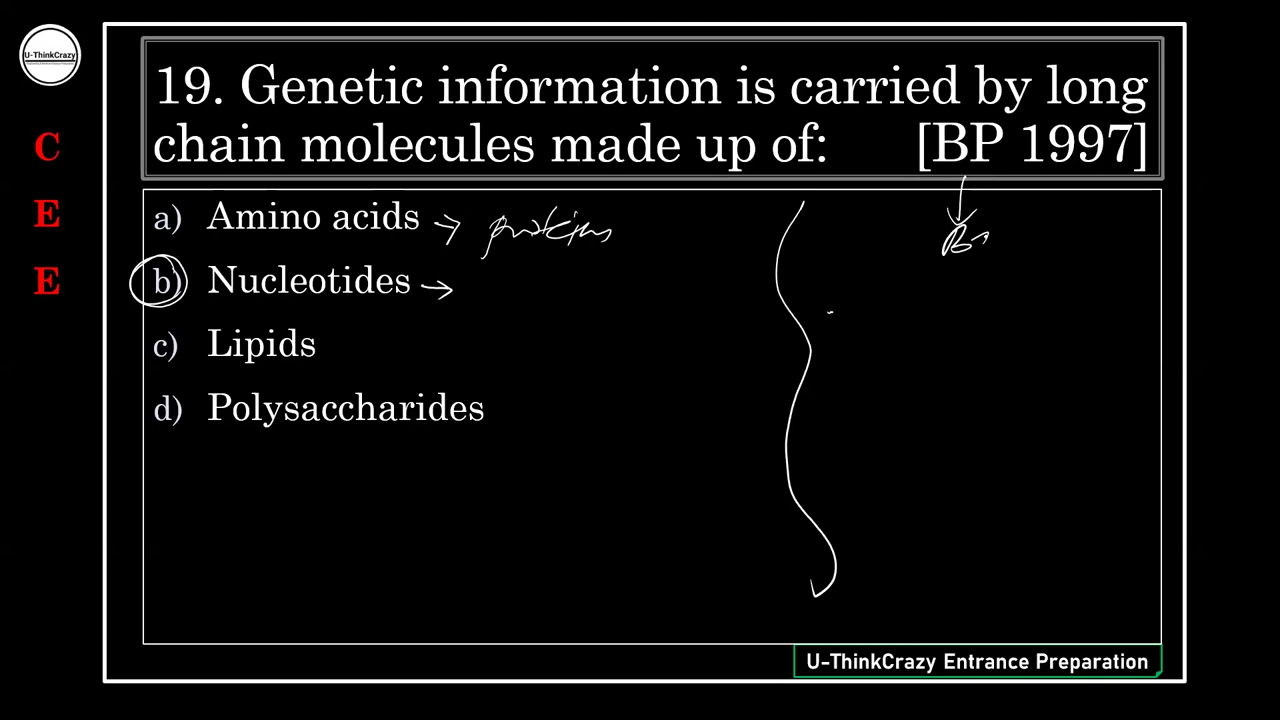 U-ThinkCrazy
C
E
E
19. Genetic information is carried by long
chain molecules made up of: [BP 1997]
a) Amino acids → proteins
b) Nucleotides →
c) Lipids
d) Polysaccharides
U-ThinkCrazy Entrance Preparation